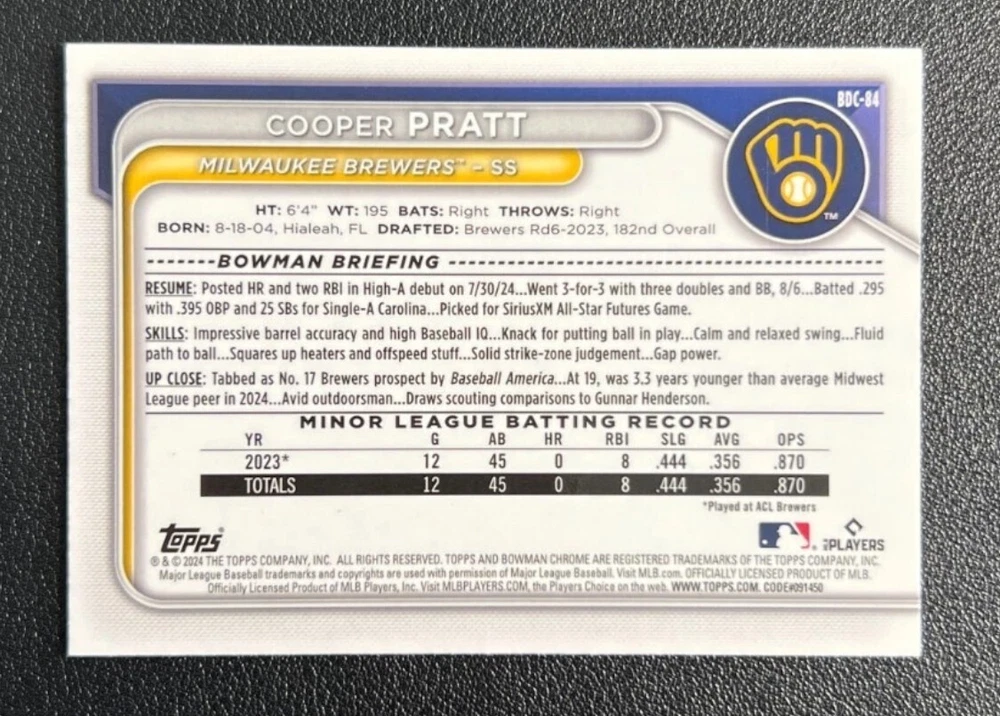 BDC-84
COOPER PRATT
MILWAUKEE BREWERS™ – SS
HT: 6'4" WT: 195 BATS: Right THROWS: Right
BORN: 8-18-04, Hialeah, FL DRAFTED: Brewers Rd6-2023, 182nd Overall
TM
BOWMAN BRIEFING
RESUME: Posted HR and two RBI in High-A debut on 7/30/24...Went 3-for-3 with three doubles and BB, 8/6...Batted .295
with .395 OBP and 25 SBs for Single-A Carolina...Picked for SiriusXM All-Star Futures Game.
SKILLS: Impressive barrel accuracy and high Baseball IQ...Knack for putting ball in play...Calm and relaxed swing...Fluid
path to ball...Squares up heaters and offspeed stuff...Solid strike-zone judgement...Gap power.
UP CLOSE: Tabbed as No. 17 Brewers prospect by Baseball America...At 19, was 3.3 years younger than average Midwest
League peer in 2024...Avid outdoorsman...Draws scouting comparisons to Gunnar Henderson.
MINOR LEAGUE BATTING RECORD
YR G AB HR RBI SLG AVG OPS
2023* 12 45 0 8 .444 .356 .870
TOTALS 12 45 0 8 .444 .356 .870
*Played at ACL Brewers
Topps®
PLAYERS
® & © 2024 THE TOPPS COMPANY, INC. ALL RIGHTS RESERVED. TOPPS AND BOWMAN CHROME ARE REGISTERED TRADEMARKS OF THE TOPPS COMPANY, INC.
Major League Baseball trademarks and copyrights are used with permission of Major League Baseball. Visit MLB.com. OFFICIALLY LICENSED PRODUCT OF MLB.
Officially Licensed Product of MLB Players, Inc. Visit MLBPLAYERS.COM, the Players Choice on the web. WWW.TOPPS.COM. CODE#091450